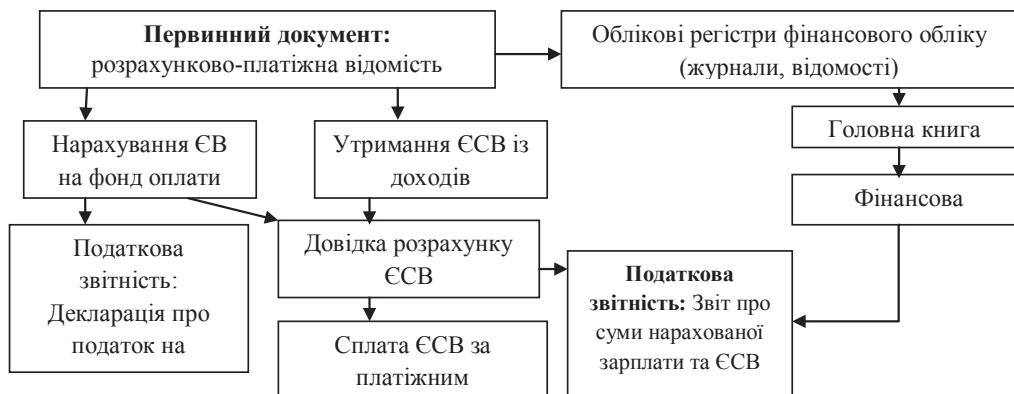 Первинний документ:
розрахунково-платіжна відомість
Облікові регістри фінансового обліку
(журнали, відомості)
Нарахування ЄВ
на фонд оплати
Утримання ЄСВ із
доходів
Головна книга
Фінансова
Податкова
звітність:
Декларація про
податок на
Довідка розрахунку
ЄСВ
Сплата ЄСВ за
платіжним
Податкова
звітність: Звіт про
суми нарахованої
зарплати та ЄСВ